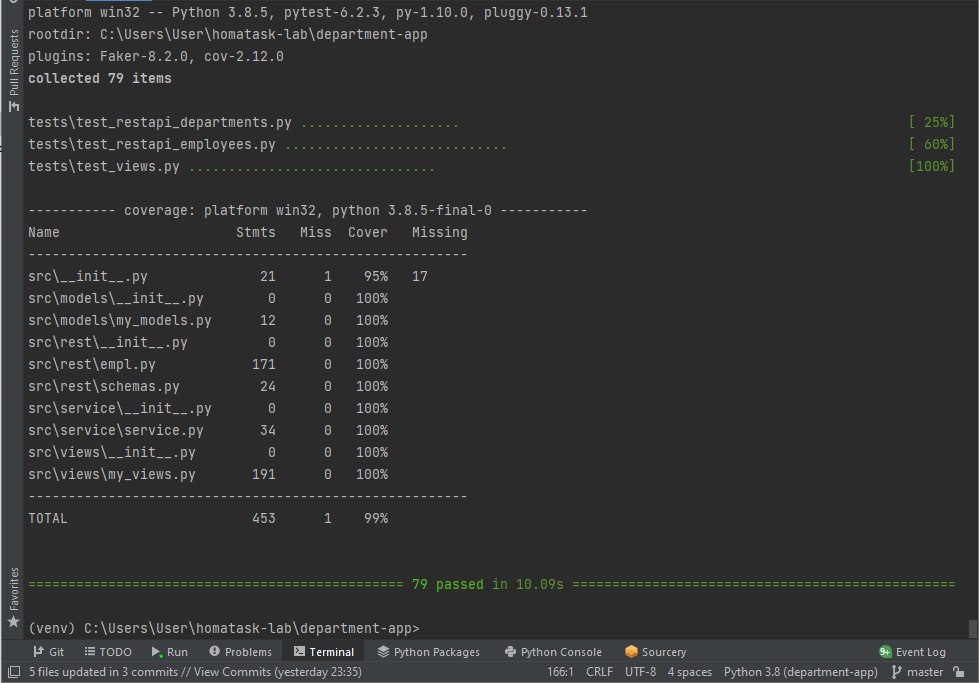 platform win32 -- Python 3.8.5, pytest-6.2.3, py-1.10.0, pluggy-0.13.1
rootdir: C:\Users\User\homatask-lab\department-app
plugins: Faker-8.2.0, cov-2.12.0
collected 79 items
tests\test_restapi_departments.py .................... [ 25%]
tests\test_restapi_employees.py ............................ [ 60%]
tests\test_views.py ............................... [100%]
----------- coverage: platform win32, python 3.8.5-final-0 -----------
Name Stmts Miss Cover Missing
-------------------------------------------------------
src\__init__.py 21 1 95% 17
src\models\__init__.py 0 0 100%
src\models\my_models.py 12 0 100%
src\rest\__init__.py 0 0 100%
src\rest\empl.py 171 0 100%
src\rest\schemas.py 24 0 100%
src\service\__init__.py 0 0 100%
src\service\service.py 34 0 100%
src\views\__init__.py 0 0 100%
src\views\my_views.py 191 0 100%
-------------------------------------------------------
TOTAL 453 1 99%
=============================================== 79 passed in 10.09s ================================================
(venv) C:\Users\User\homatask-lab\department-app>
Pull Requests
Favorites
Git TODO Run Problems Terminal Python Packages Python Console Sourcery 9+ Event Log
5 files updated in 3 commits // View Commits (yesterday 23:35) 166:1 CRLF UTF-8 4 spaces Python 3.8 (department-app) master